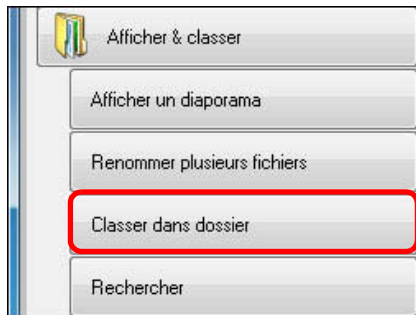 Afficher & classer
Afficher un diaporama
Renommer plusieurs fichiers
Classer dans dossier
Rechercher